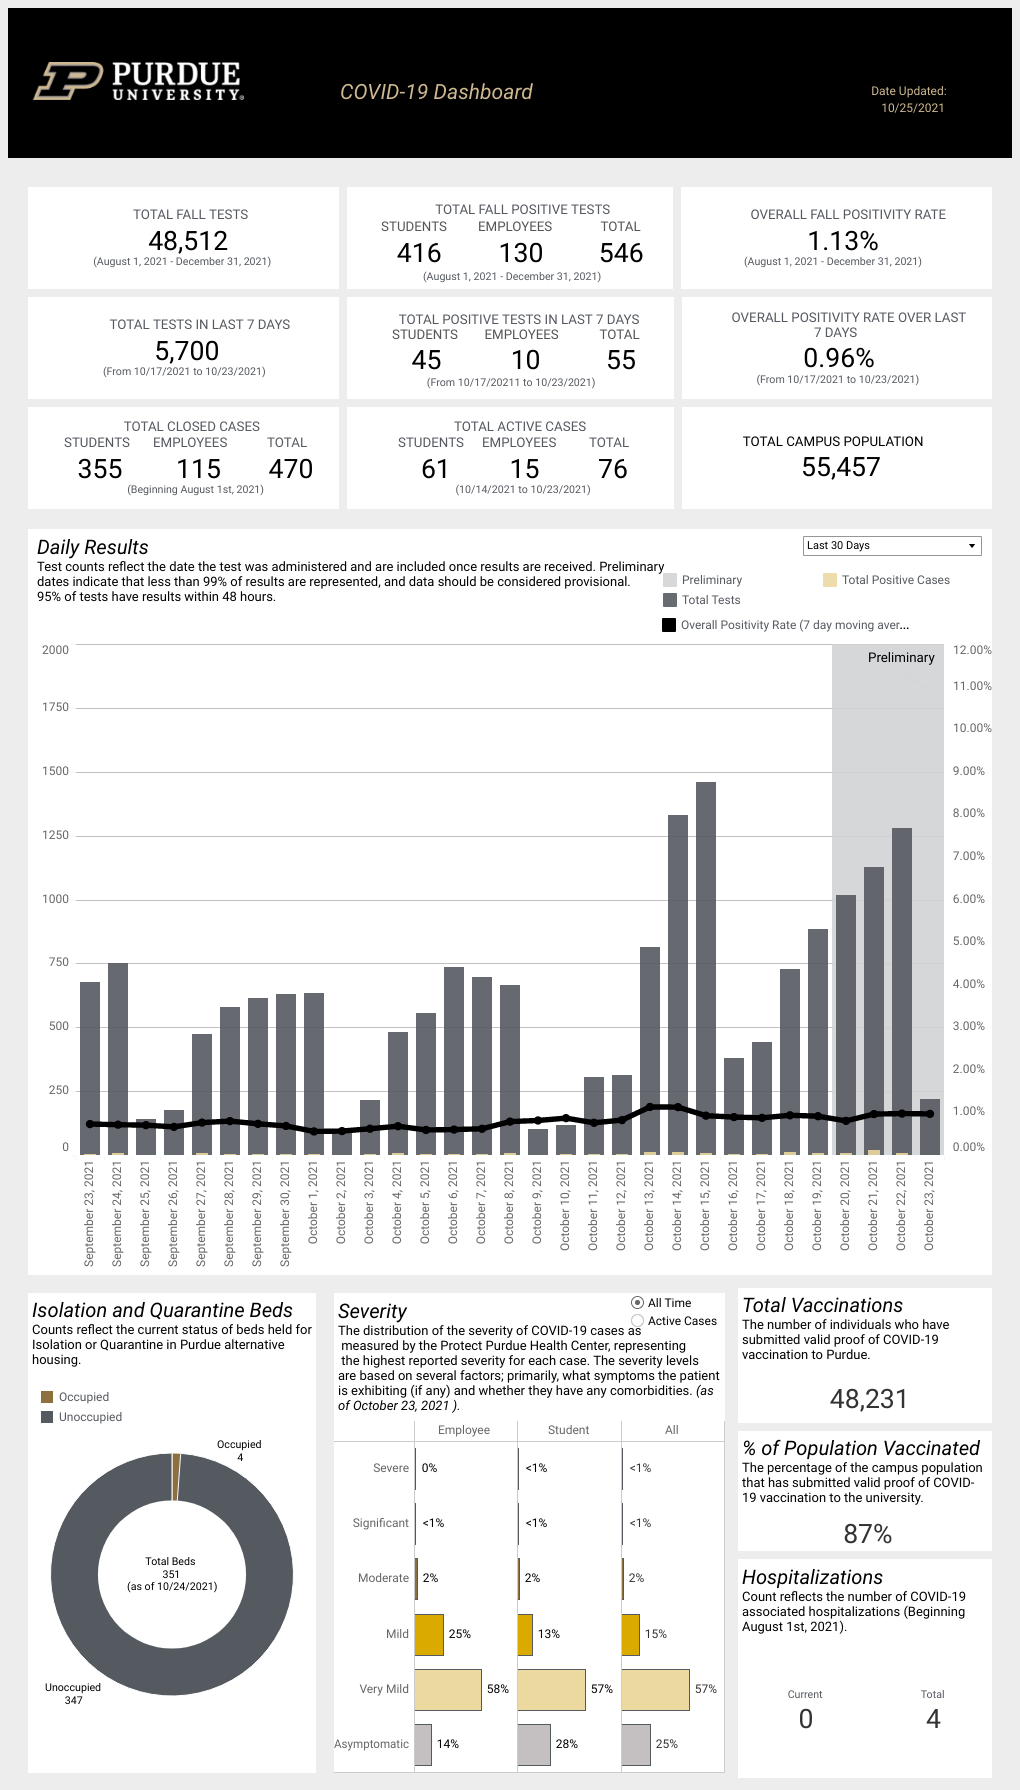 PURDUE
UNIVERSITY®
COVID-19 Dashboard
Date Updated:
10/25/2021
TOTAL FALL TESTS
48,512
(August 1, 2021 - December 31, 2021)
TOTAL FALL POSITIVE TESTS
STUDENTS EMPLOYEES TOTAL
416 130 546
(August 1, 2021 - December 31, 2021)
OVERALL FALL POSITIVITY RATE
1.13%
(August 1, 2021 - December 31, 2021)
TOTAL TESTS IN LAST 7 DAYS
5,700
(From 10/17/2021 to 10/23/2021)
TOTAL POSITIVE TESTS IN LAST 7 DAYS
STUDENTS EMPLOYEES TOTAL
45 10 55
(From 10/17/20211 to 10/23/2021)
OVERALL POSITIVITY RATE OVER LAST
7 DAYS
0.96%
(From 10/17/2021 to 10/23/2021)
TOTAL CLOSED CASES
STUDENTS EMPLOYEES TOTAL
355 115 470
(Beginning August 1st, 2021)
TOTAL ACTIVE CASES
STUDENTS EMPLOYEES TOTAL
61 15 76
(10/14/2021 to 10/23/2021)
TOTAL CAMPUS POPULATION
55,457
Daily Results
Test counts reflect the date the test was administered and are included once results are received. Preliminary
dates indicate that less than 99% of results are represented, and data should be considered provisional.
95% of tests have results within 48 hours.
Last 30 Days
Preliminary
Total Positive Cases
Total Tests
Overall Positivity Rate (7 day moving aver...
2000
1750
1500
1250
1000
750
500
250
0
Preliminary
12.00%
11.00%
10.00%
9.00%
8.00%
7.00%
6.00%
5.00%
4.00%
3.00%
2.00%
1.00%
0.00%
September 23, 2021
September 24, 2021
September 25, 2021
September 26, 2021
September 27, 2021
September 28, 2021
September 29, 2021
September 30, 2021
October 1, 2021
October 2, 2021
October 3, 2021
October 4, 2021
October 5, 2021
October 6, 2021
October 7, 2021
October 8, 2021
October 9, 2021
October 10, 2021
October 11, 2021
October 12, 2021
October 13, 2021
October 14, 2021
October 15, 2021
October 16, 2021
October 17, 2021
October 18, 2021
October 19, 2021
October 20, 2021
October 21, 2021
October 22, 2021
October 23, 2021
Isolation and Quarantine Beds
Counts reflect the current status of beds held for
Isolation or Quarantine in Purdue alternative
housing.
Occupied
Unoccupied
Occupied
4
Total Beds
351
(as of 10/24/2021)
Unoccupied
347
Severity
All Time
Active Cases
The distribution of the severity of COVID-19 cases as
measured by the Protect Purdue Health Center, representing
the highest reported severity for each case. The severity levels
are based on several factors; primarily, what symptoms the patient
is exhibiting (if any) and whether they have any comorbidities. (as
of October 23, 2021 ).
Employee Student All
Severe 0% <1% <1%
Significant <1% <1% <1%
Moderate 2% 2% 2%
Mild 25% 13% 15%
Very Mild 58% 57% 57%
Asymptomatic 14% 28% 25%
Total Vaccinations
The number of individuals who have
submitted valid proof of COVID-19
vaccination to Purdue.
48,231
% of Population Vaccinated
The percentage of the campus population
that has submitted valid proof of COVID-
19 vaccination to the university.
87%
Hospitalizations
Count reflects the number of COVID-19
associated hospitalizations (Beginning
August 1st, 2021).
Current Total
0 4